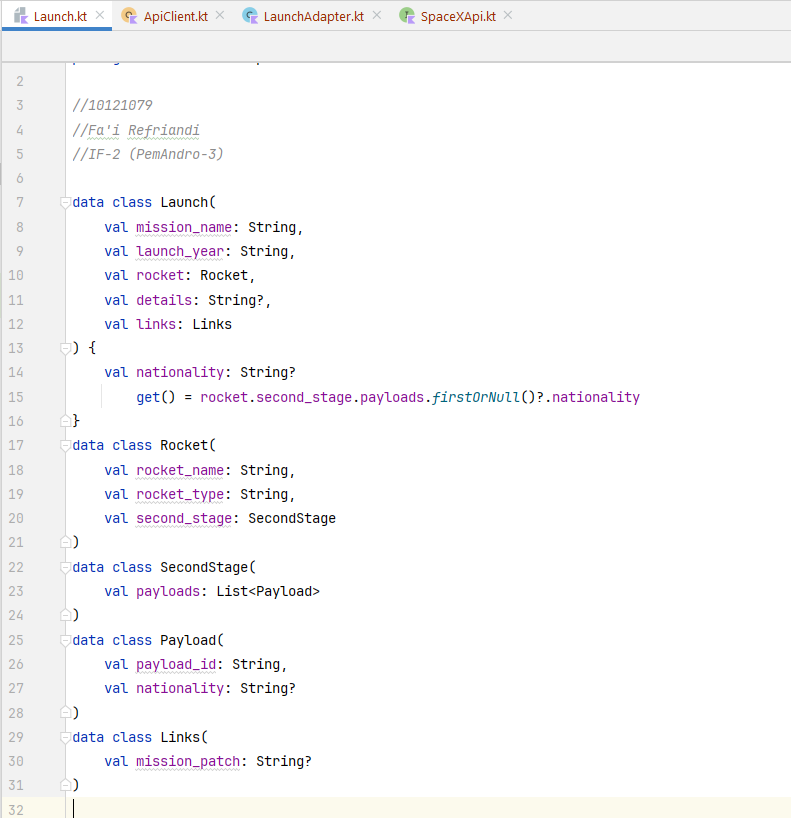 Launch.kt ApiClient.kt LaunchAdapter.kt SpaceXApi.kt
2
3 //10121079
4 //Fa'i Refriandi
5 //IF-2 (PemAndro-3)
6
7 data class Launch(
8 val mission_name: String,
9 val launch_year: String,
10 val rocket: Rocket,
11 val details: String?,
12 val links: Links
13 ) {
14 val nationality: String?
15 get() = rocket.second_stage.payloads.firstOrNull()?.nationality
16 }
17 data class Rocket(
18 val rocket_name: String,
19 val rocket_type: String,
20 val second_stage: SecondStage
21 )
22 data class SecondStage(
23 val payloads: List<Payload>
24 )
25 data class Payload(
26 val payload_id: String,
27 val nationality: String?
28 )
29 data class Links(
30 val mission_patch: String?
31 )
32